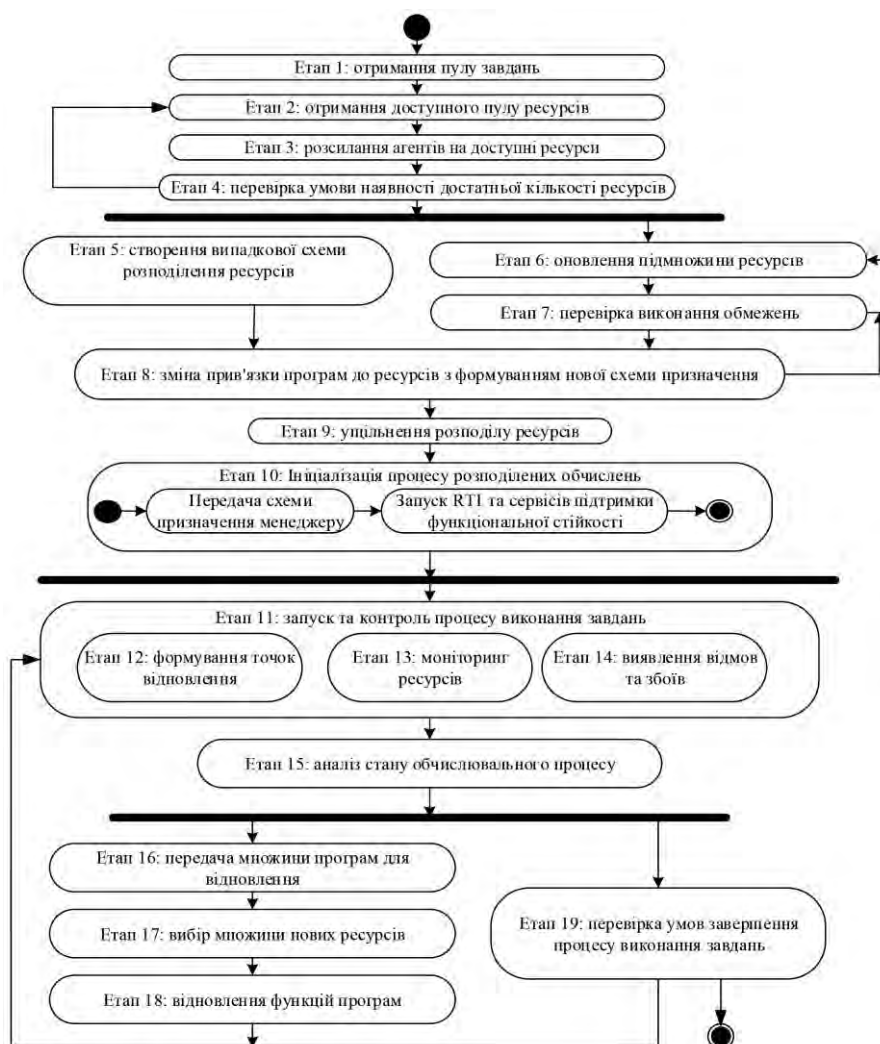 Етап 1: отримання пулу завдань
Етап 2: отримання доступного пулу ресурсів
Етап 3: розсилання агентів на доступні ресурси
Етап 4: перевірка умови наявності достатньої кількості ресурсів
Етап 5: створення випадкової схеми
розподілення ресурсів
Етап 6: оновлення підмножини ресурсів
Етап 7: перевірка виконання обмежень
Етап 8: зміна прив'язки програм до ресурсів з формуванням нової схеми призначення
Етап 9: ущільнення розподілу ресурсів
Етап 10: Ініціалізація процесу розподілених обчислень
Передача схеми
призначення менеджеру
Запуск RTI та сервісів підтримки
функціональної стійкості
Етап 11: запуск та контроль процесу виконання завдань
Етап 12: формування точок
відновлення
Етап 13: моніторинг
ресурсів
Етап 14: виявлення відмов
та збоїв
Етап 15: аналіз стану обчислювального процесу
Етап 16: передача множини програм для
відновлення
Етап 17: вибір множини нових ресурсів
Етап 18: відновлення функцій програм
Етап 19: перевірка умов завершення
процесу виконання завдань